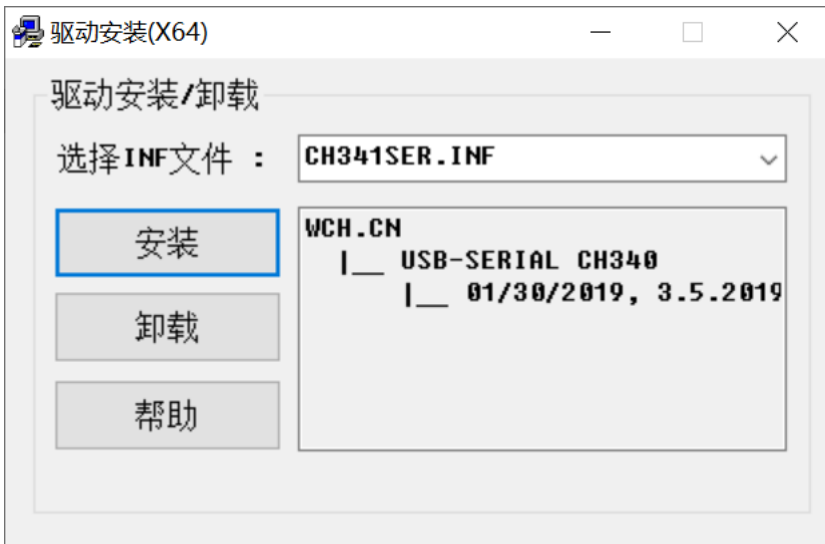 驱动安装(X64)
驱动安装/卸载
选择INF文件 : CH341SER.INF
安装
卸载
帮助
WCH.CN
|__ USB-SERIAL CH340
|__ 01/30/2019, 3.5.2019